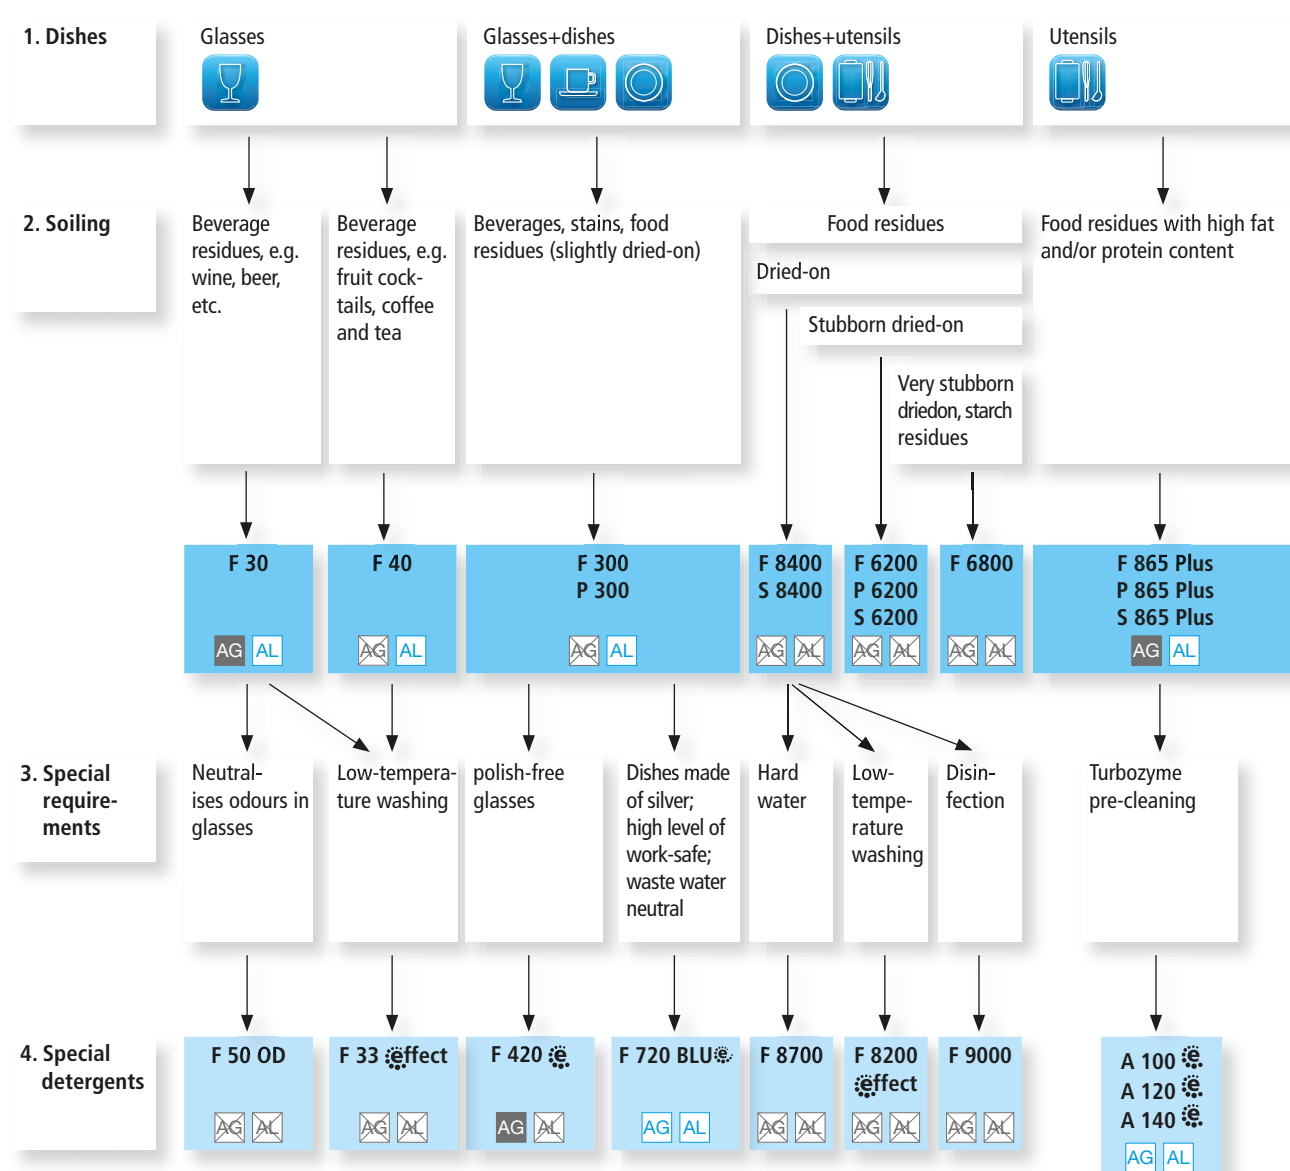 1. Dishes
Glasses
Glasses+dishes
Dishes+utensils
Utensils
2. Soiling
Beverage
residues, e.g.
wine, beer,
etc.
Beverage
residues, e.g.
fruit cock-
tails, coffee
and tea
Beverages, stains, food
residues (slightly dried-on)
Food residues
Dried-on
Stubborn dried-on
Very stubborn
driedon, starch
residues
Food residues with high fat
and/or protein content
F 30
AG AL
F 40
AG AL
F 300
P 300
AG AL
F 8400
S 8400
AG AL
F 6200
P 6200
S 6200
AG AL
F 6800
AG AL
F 865 Plus
P 865 Plus
S 865 Plus
AG AL
3. Special
require-
ments
Neutral-
ises odours in
glasses
Low-tempera-
ture washing
polish-free
glasses
Dishes made
of silver;
high level of
work-safe;
waste water
neutral
Hard
water
Low-
tempe-
rature
washing
Disin-
fection
Turbozyme
pre-cleaning
4. Special
detergents
F 50 OD
AG AL
F 33 effect
AG AL
F 420 e
AG AL
F 720 BLUe
AG AL
F 8700
AG AL
F 8200
effect
AG AL
F 9000
AG AL
A 100 e
A 120 e
A 140 e
AG AL